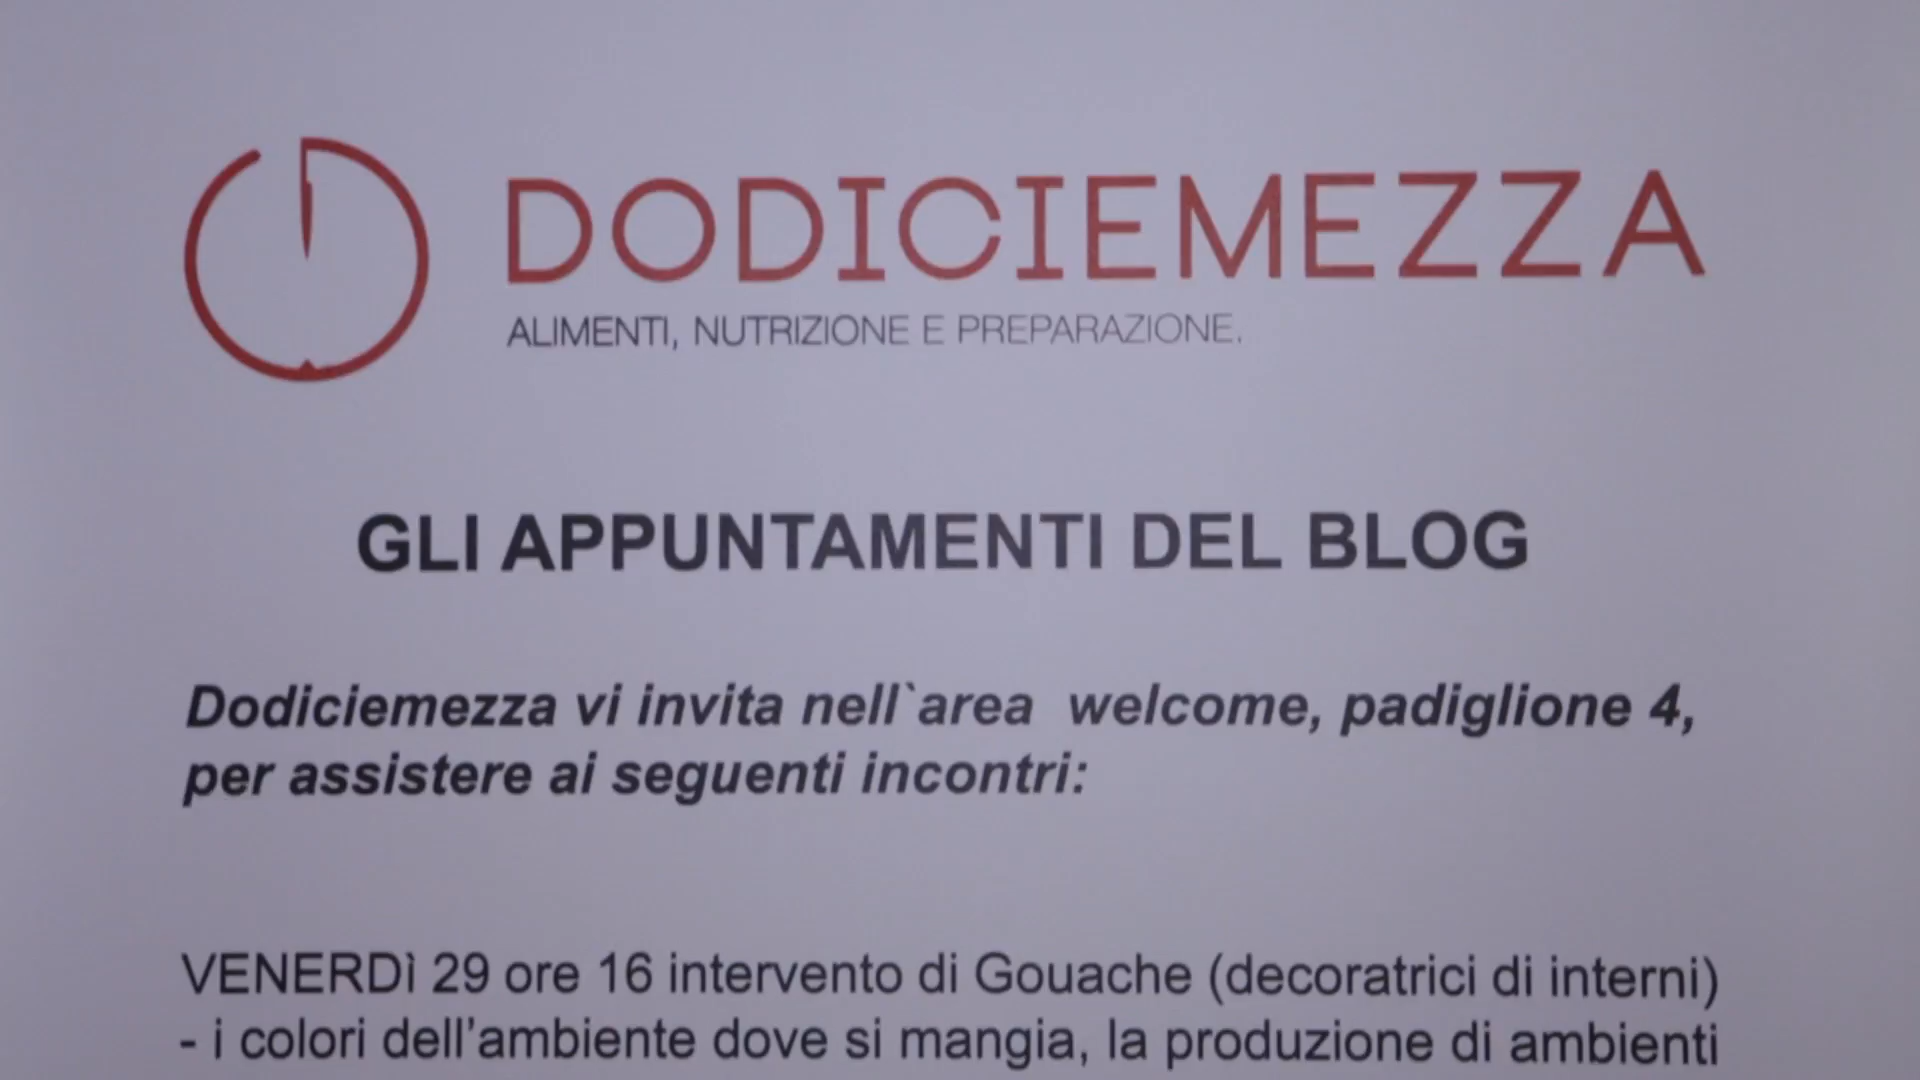 DODICIEMEZZA
ALIMENTI, NUTRIZIONE E PREPARAZIONE.
GLI APPUNTAMENTI DEL BLOG
Dodiciemezza vi invita nell`area  welcome, padiglione 4,
per assistere ai seguenti incontri:
VENERDì 29 ore 16 intervento di Gouache (decoratrici di interni)
- i colori dell'ambiente dove si mangia, la produzione di ambienti